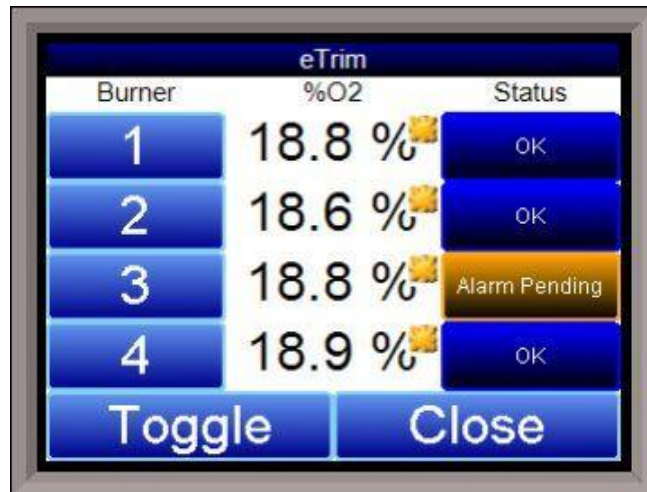 eTrim
Burner %O2 Status
1 18.8 % OK
2 18.6 % OK
3 18.8 % Alarm Pending
4 18.9 % OK
Toggle Close